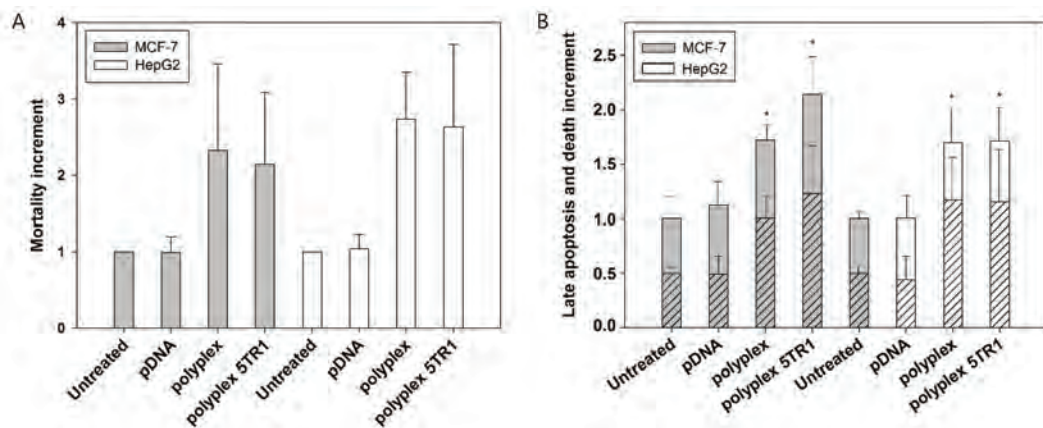 A
Mortality increment
4
3
2
1
0
MCF-7
HepG2
Untreated
pDNA
polyplex
polyplex 5TR1
Untreated
pDNA
polyplex
polyplex 5TR1
B
Late apoptosis and death increment
2.5
2.0
1.5
1.0
0.5
0.0
MCF-7
HepG2
*
*
*
*
Untreated
pDNA
polyplex
polyplex 5TR1
Untreated
pDNA
polyplex
polyplex 5TR1